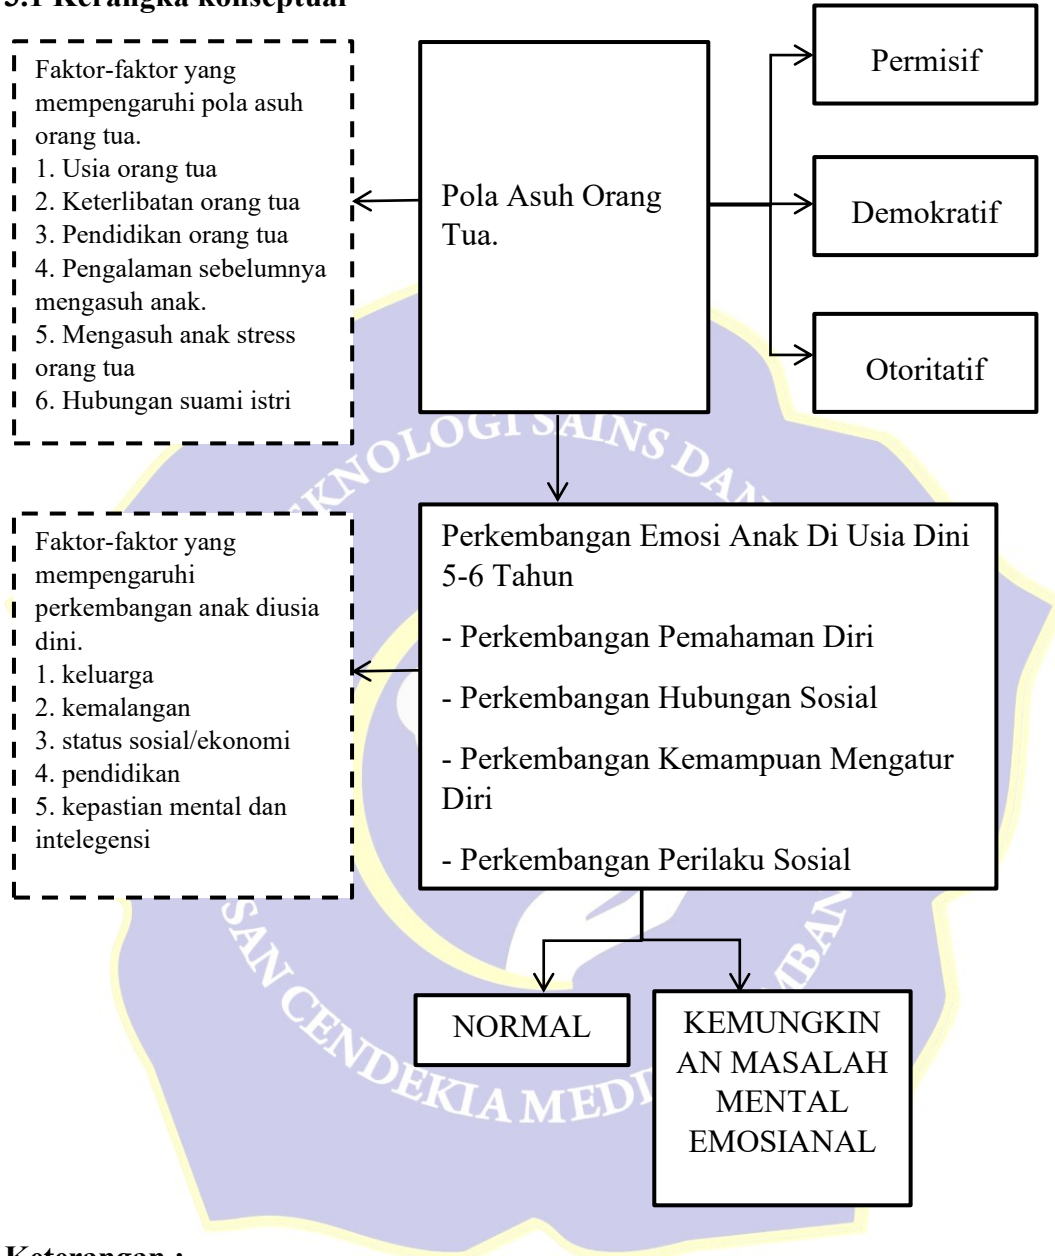 3.1 Kerangka konseptual
Faktor-faktor yang
mempengaruhi pola asuh
orang tua.
1. Usia orang tua
2. Keterlibatan orang tua
3. Pendidikan orang tua
4. Pengalaman sebelumnya
mengasuh anak.
5. Mengasuh anak stress
orang tua
6. Hubungan suami istri
Pola Asuh Orang
Tua.
Permisif
Demokratif
Otoritatif
Faktor-faktor yang
mempengaruhi
perkembangan anak diusia
dini.
1. keluarga
2. kemalangan
3. status sosial/ekonomi
4. pendidikan
5. kepastian mental dan
intelegensi
Perkembangan Emosi Anak Di Usia Dini
5-6 Tahun
- Perkembangan Pemahaman Diri
- Perkembangan Hubungan Sosial
- Perkembangan Kemampuan Mengatur
Diri
- Perkembangan Perilaku Sosial
NORMAL
KEMUNGKIN
AN MASALAH
MENTAL
EMOSIANAL
SAINS
CENDEKIA
Keterangan :